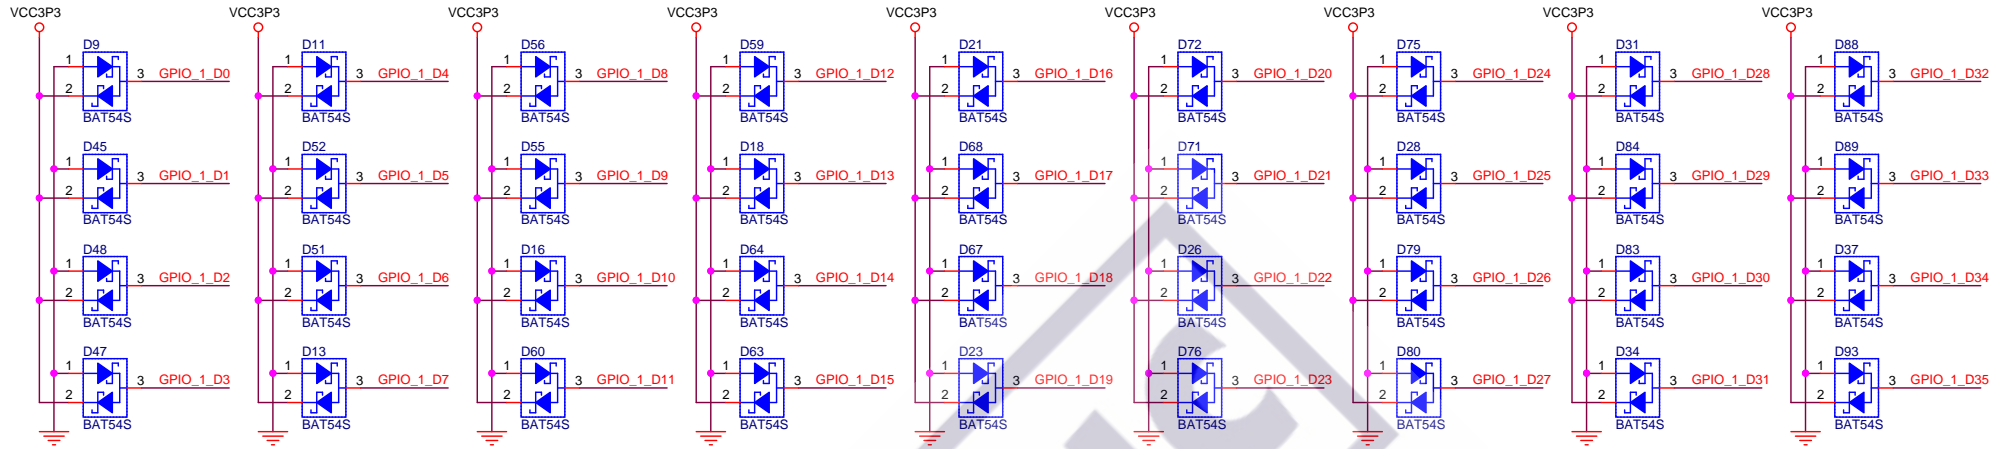 VCC3P3 VCC3P3 VCC3P3 VCC3P3 VCC3P3 VCC3P3 VCC3P3 VCC3P3 VCC3P3
D9 D11 D56 D59 D21 D72 D75 D31 D88
1 1 1 1 1 1 1 1 1
3 GPIO_1_D0 3 GPIO_1_D4 3 GPIO_1_D8 3 GPIO_1_D12 3 GPIO_1_D16 3 GPIO_1_D20 3 GPIO_1_D24 3 GPIO_1_D28 3 GPIO_1_D32
2 2 2 2 2 2 2 2 2
BAT54S BAT54S BAT54S BAT54S BAT54S BAT54S BAT54S BAT54S BAT54S
D45 D52 D55 D18 D68 D71 D28 D84 D89
1 1 1 1 1 1 1 1 1
3 GPIO_1_D1 3 GPIO_1_D5 3 GPIO_1_D9 3 GPIO_1_D13 3 GPIO_1_D17 3 GPIO_1_D21 3 GPIO_1_D25 3 GPIO_1_D29 3 GPIO_1_D33
2 2 2 2 2 2 2 2 2
BAT54S BAT54S BAT54S BAT54S BAT54S BAT54S BAT54S BAT54S BAT54S
D48 D51 D16 D64 D67 D26 D79 D83 D37
1 1 1 1 1 1 1 1 1
3 GPIO_1_D2 3 GPIO_1_D6 3 GPIO_1_D10 3 GPIO_1_D14 3 GPIO_1_D18 3 GPIO_1_D22 3 GPIO_1_D26 3 GPIO_1_D30 3 GPIO_1_D34
2 2 2 2 2 2 2 2 2
BAT54S BAT54S BAT54S BAT54S BAT54S BAT54S BAT54S BAT54S BAT54S
D47 D13 D60 D63 D23 D76 D80 D34 D93
1 1 1 1 1 1 1 1 1
3 GPIO_1_D3 3 GPIO_1_D7 3 GPIO_1_D11 3 GPIO_1_D15 3 GPIO_1_D19 3 GPIO_1_D23 3 GPIO_1_D27 3 GPIO_1_D31 3 GPIO_1_D35
2 2 2 2 2 2 2 2 2
BAT54S BAT54S BAT54S BAT54S BAT54S BAT54S BAT54S BAT54S BAT54S